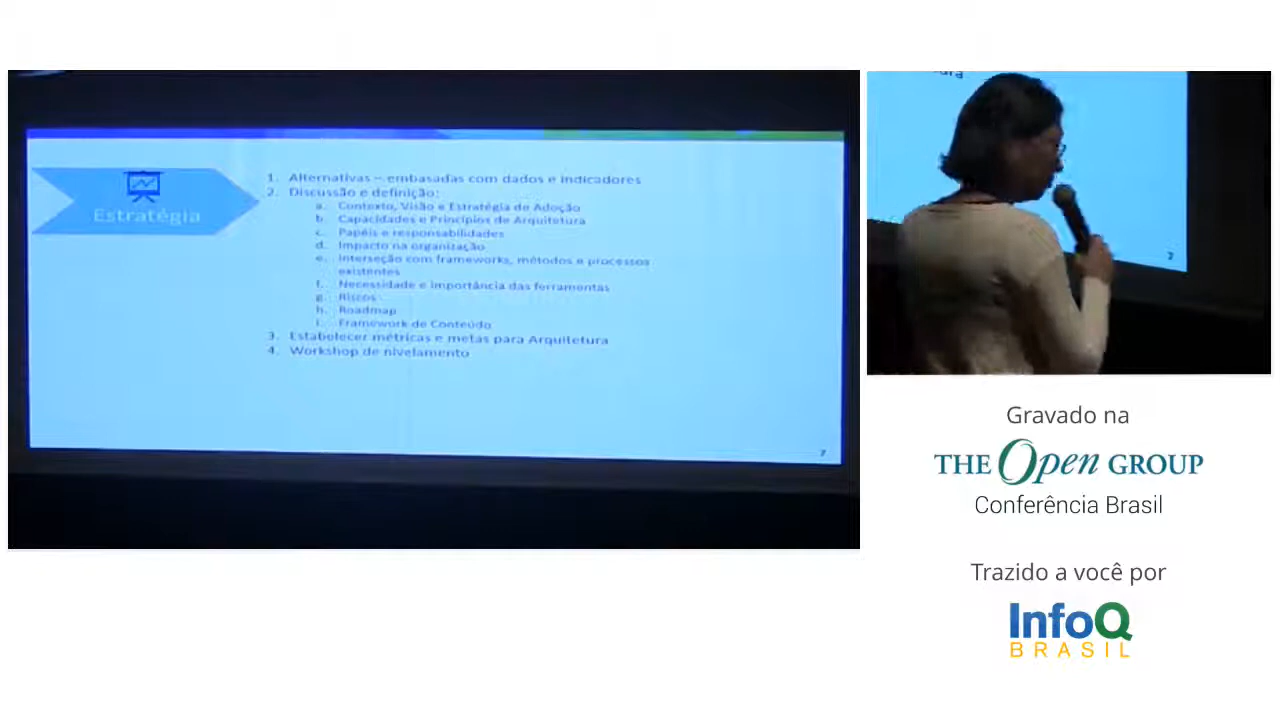 Estratégia
1. Alternativas – embasadas com dados e indicadores
2. Discussão e definição:
a. Contexto, Visão e Estratégia de Adoção
b. Capacidades e Princípios de Arquitetura
c. Papéis e responsabilidades
d. Impacto na organização
e. Interseção com frameworks, métodos e processos
existentes
f. Necessidade e importância das ferramentas
g. Riscos
h. Roadmap
i. Framework de Conteúdo
3. Estabelecer métricas e metas para Arquitetura
4. Workshop de nivelamento
7
7
Gravado na
THE Open GROUP
Conferência Brasil
Trazido a você por
InfoQ
BRASIL